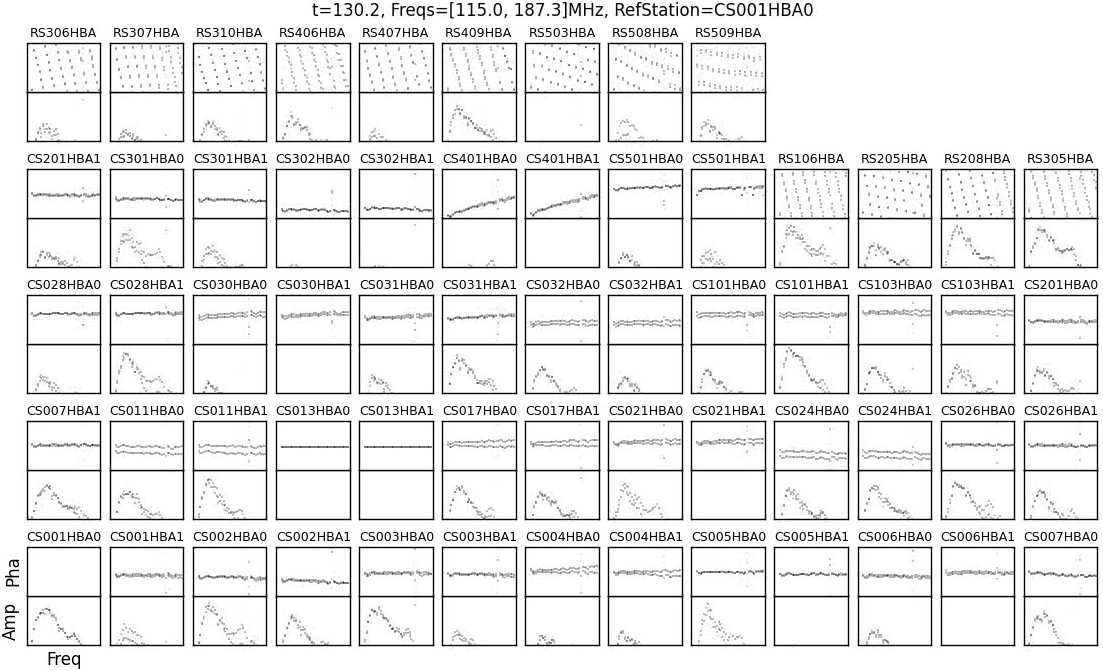 t=130.2, Freqs=[115.0, 187.3]MHz, RefStation=CS001HBA0
RS306HBA RS307HBA RS310HBA RS406HBA RS407HBA RS409HBA RS503HBA RS508HBA RS509HBA
CS201HBA1 CS301HBA0 CS301HBA1 CS302HBA0 CS302HBA1 CS401HBA0 CS401HBA1 CS501HBA0 CS501HBA1 RS106HBA RS205HBA RS208HBA RS305HBA
CS028HBA0 CS028HBA1 CS030HBA0 CS030HBA1 CS031HBA0 CS031HBA1 CS032HBA0 CS032HBA1 CS101HBA0 CS101HBA1 CS103HBA0 CS103HBA1 CS201HBA0
CS007HBA1 CS011HBA0 CS011HBA1 CS013HBA0 CS013HBA1 CS017HBA0 CS017HBA1 CS021HBA0 CS021HBA1 CS024HBA0 CS024HBA1 CS026HBA0 CS026HBA1
CS001HBA0 CS001HBA1 CS002HBA0 CS002HBA1 CS003HBA0 CS003HBA1 CS004HBA0 CS004HBA1 CS005HBA0 CS005HBA1 CS006HBA0 CS006HBA1 CS007HBA0
Pha
Amp
Freq